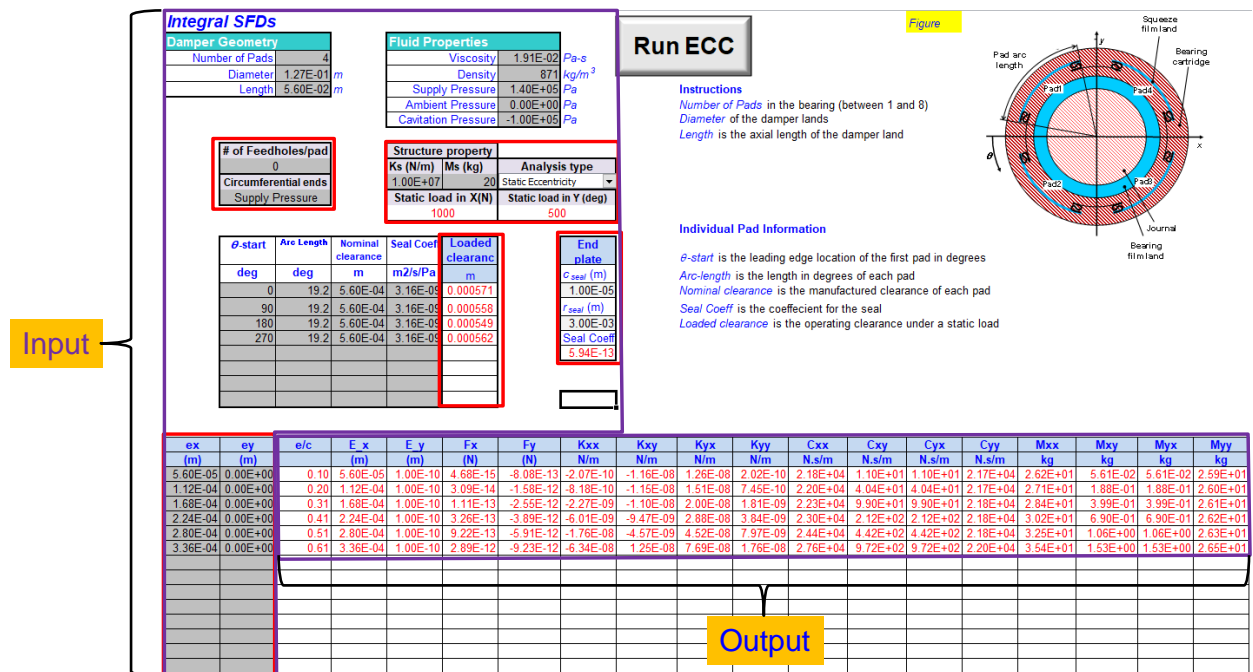 Integral SFDs
Damper Geometry
Number of Pads 4
Diameter 1.27E-01 m
Length 5.60E-02 m
Fluid Properties
Viscosity 1.91E-02 Pa-s
Density 871 kg/m³
Supply Pressure 1.40E+05 Pa
Ambient Pressure 0.00E+00 Pa
Cavitation Pressure -1.00E+05 Pa
Run ECC
Figure
Instructions
Number of Pads in the bearing (between 1 and 8)
Diameter of the damper lands
Length is the axial length of the damper land
Squeeze
film land
Bearing
cartridge
Pad arc
length
y
Pad1
Pad4
x
θ
Pad2
Pad3
Journal
Bearing
film land
# of Feedholes/pad
0
Circumferential ends
Supply Pressure
Structure property
Ks (N/m) Ms (kg) Analysis type
1.00E+07 20 Static Eccentricity
Static load in X(N) Static load in Y (deg)
1000 500
Individual Pad Information
θ-start is the leading edge location of the first pad in degrees
Arc-length is the length in degrees of each pad
Nominal clearance is the manufactured clearance of each pad
Seal Coeff is the coeffecient for the seal
Loaded clearance is the operating clearance under a static load
Input
θ-start Arc Length Nominal clearance Seal Coeff Loaded clearanc
deg deg m m2/s/Pa m
0 19.2 5.60E-04 3.16E-09 0.000571
90 19.2 5.60E-04 3.16E-09 0.000558
180 19.2 5.60E-04 3.16E-09 0.000549
270 19.2 5.60E-04 3.16E-09 0.000562
End
plate
c seal (m)
1.00E-05
r seal (m)
3.00E-03
Seal Coeff
5.94E-13
ex ey e/c E_x E_y Fx Fy Kxx Kxy Kyx Kyy Cxx Cxy Cyx Cyy Mxx Mxy Myx Myy
(m) (m) (m) (m) (N) (N) N/m N/m N/m N/m N.s/m N.s/m N.s/m N.s/m kg kg kg kg
5.60E-05 0.00E+00 0.10 5.60E-05 1.00E-10 4.68E-15 -8.08E-13 -2.07E-10 -1.16E-08 1.26E-08 2.02E-10 2.18E+04 1.10E+01 1.10E+01 2.17E+04 2.62E+01 5.61E-02 5.61E-02 2.59E+01
1.12E-04 0.00E+00 0.20 1.12E-04 1.00E-10 3.09E-14 -1.58E-12 -8.18E-10 -1.15E-08 1.51E-08 7.45E-10 2.20E+04 4.04E+01 4.04E+01 2.17E+04 2.71E+01 1.88E-01 1.88E-01 2.60E+01
1.68E-04 0.00E+00 0.31 1.68E-04 1.00E-10 1.11E-13 -2.55E-12 -2.27E-09 -1.10E-08 2.00E-08 1.81E-09 2.23E+04 9.90E+01 9.90E+01 2.18E+04 2.84E+01 3.99E-01 3.99E-01 2.61E+01
2.24E-04 0.00E+00 0.41 2.24E-04 1.00E-10 3.26E-13 -3.89E-12 -6.01E-09 -9.47E-09 2.88E-08 3.84E-09 2.30E+04 2.12E+02 2.12E+02 2.18E+04 3.02E+01 6.90E-01 6.90E-01 2.62E+01
2.80E-04 0.00E+00 0.51 2.80E-04 1.00E-10 9.22E-13 -5.91E-12 -1.76E-08 -4.57E-09 4.52E-08 7.97E-09 2.44E+04 4.42E+02 4.42E+02 2.18E+04 3.25E+01 1.06E+00 1.06E+00 2.63E+01
3.36E-04 0.00E+00 0.61 3.36E-04 1.00E-10 2.89E-12 -9.23E-12 -6.34E-08 1.25E-08 7.69E-08 1.76E-08 2.76E+04 9.72E+02 9.72E+02 2.20E+04 3.54E+01 1.53E+00 1.53E+00 2.65E+01
Output